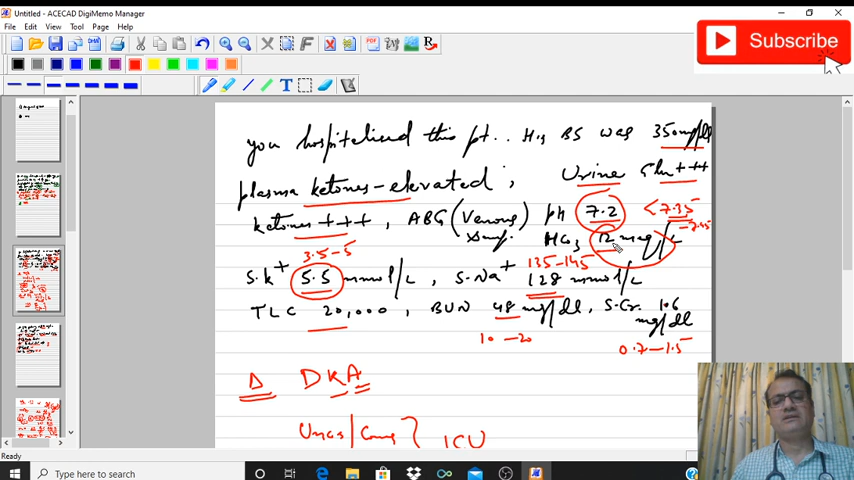 Untitled - ACECAD DigiMemo Manager
File Edit View Tool Page Help
Subscribe
you hospitalised this pt.. His BS was 350mg/dl
plasma ketones-elevated; Urine Glu+++
ketones +++, ABG (Venous pH 7.2 <7.35
Samp. HCO3 12 meq/L -7.45
3.5-5 135-145
S.K+ 5.5 mmol/L, S.Na+ 128 mmol/L
TLC 20,000, BUN 48 mg/dl, S.Cr. 1.6
mg/dl
10-20 0.7-1.5
Δ DKA
ICU
Ready
Type here to search